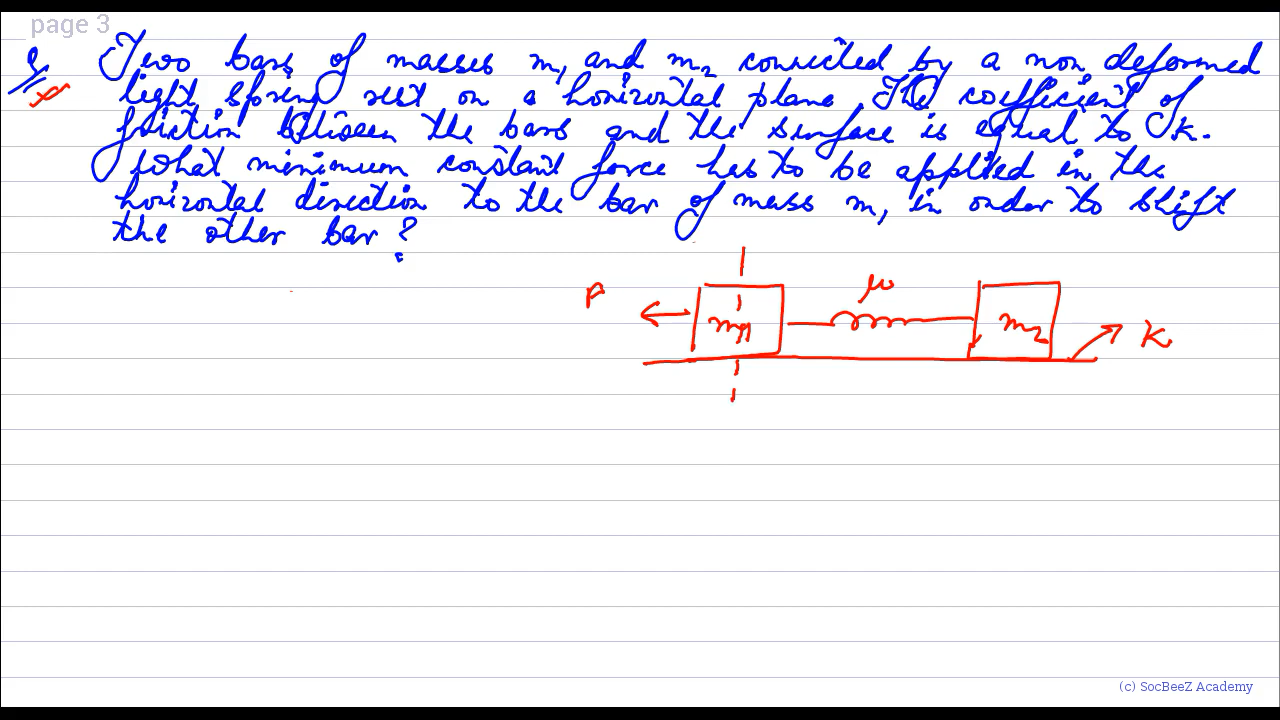 page 3
Q
Two bars of masses m1 and m2 connected by a non deformed
light spring rest on a horizontal plane. The coefficient of
friction between the bars and the surface is equal to K.
What minimum constant force has to be applied in the
horizontal direction to the bar of mass m1 in order to shift
the other bar?
F
m1
m2
K
(c) SocBeeZ Academy